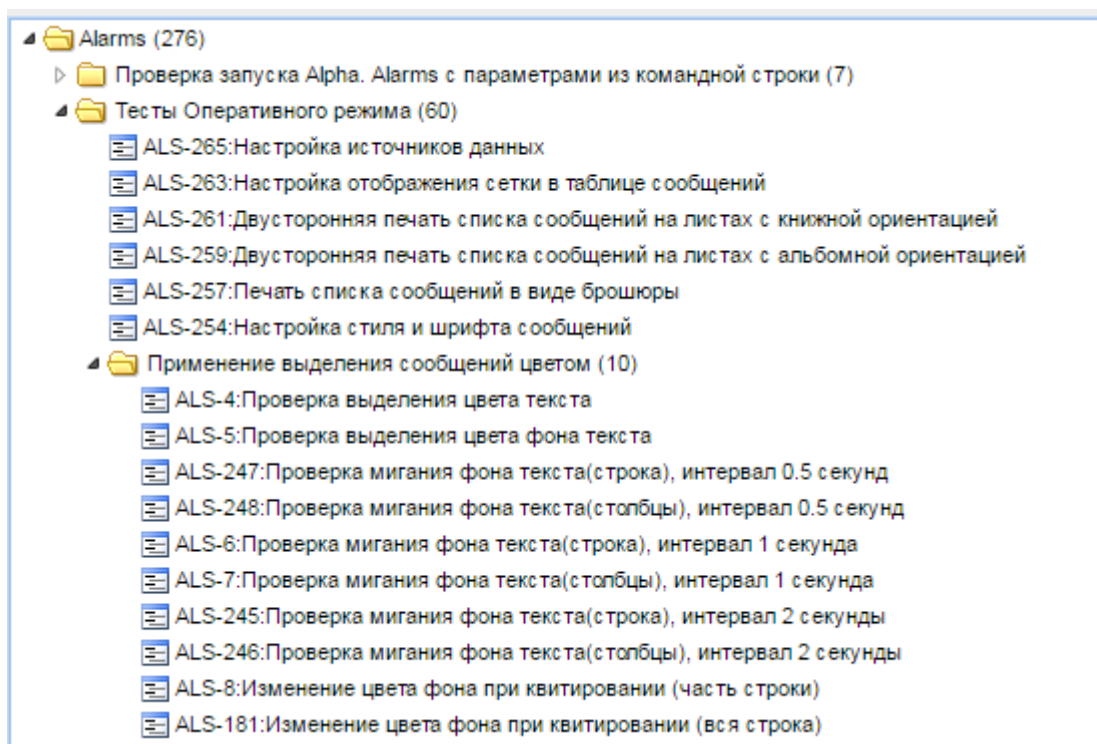 Alarms (276)
Проверка запуска Alpha. Alarms с параметрами из командной строки (7)
Тесты Оперативного режима (60)
ALS-265:Настройка источников данных
ALS-263:Настройка отображения сетки в таблице сообщений
ALS-261:Двусторонняя печать списка сообщений на листах с книжной ориентацией
ALS-259:Двусторонняя печать списка сообщений на листах с альбомной ориентацией
ALS-257:Печать списка сообщений в виде брошюры
ALS-254:Настройка стиля и шрифта сообщений
Применение выделения сообщений цветом (10)
ALS-4:Проверка выделения цвета текста
ALS-5:Проверка выделения цвета фона текста
ALS-247:Проверка мигания фона текста(строка), интервал 0.5 секунд
ALS-248:Проверка мигания фона текста(столбцы), интервал 0.5 секунд
ALS-6:Проверка мигания фона текста(строка), интервал 1 секунда
ALS-7:Проверка мигания фона текста(столбцы), интервал 1 секунда
ALS-245:Проверка мигания фона текста(строка), интервал 2 секунды
ALS-246:Проверка мигания фона текста(столбцы), интервал 2 секунды
ALS-8:Изменение цвета фона при квитировании (часть строки)
ALS-181:Изменение цвета фона при квитировании (вся строка)